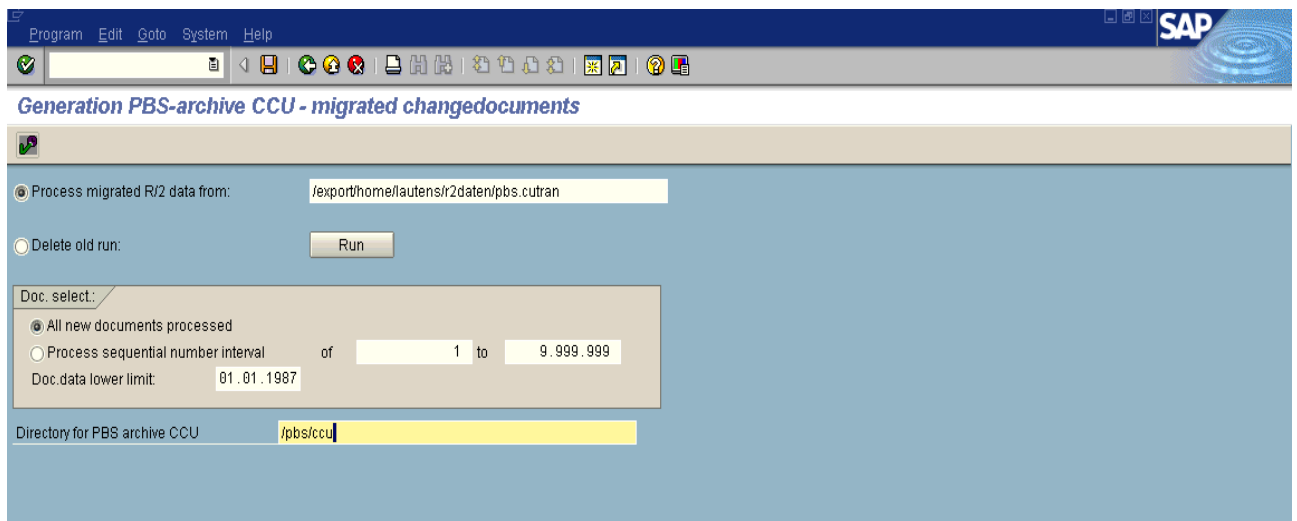 Program Edit Goto System Help
SAP
Generation PBS-archive CCU - migrated changedocuments
Process migrated R/2 data from: /export/home/lautens/r2daten/pbs.cutran
Delete old run: Run
Doc. select.:
All new documents processed
Process sequential number interval of 1 to 9.999.999
Doc.data lower limit: 01.01.1987
Directory for PBS archive CCU /pbs/ccu